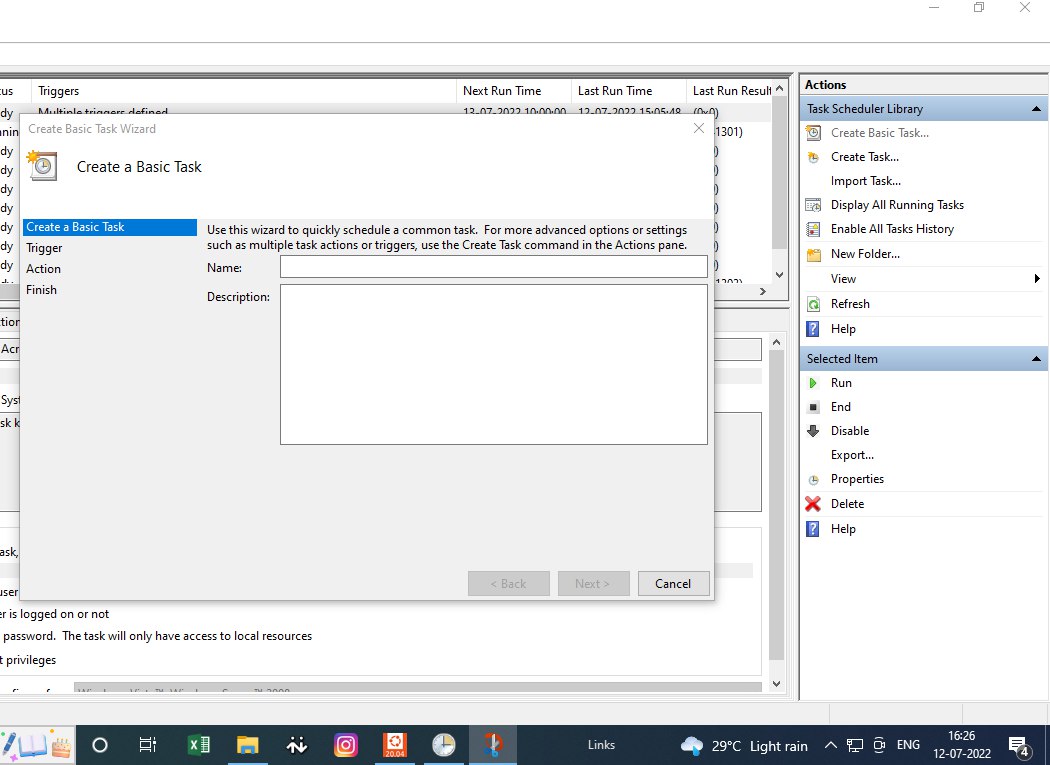 Actions
Triggers
Next Run Time
Last Run Time
Last Run Result
Task Scheduler Library
Multiple triggers defined
13-07-2022 10:00:00
12-07-2022 15:05:48
(0x0)
Create Basic Task Wizard
1301)
Create Basic Task...
Create Task...
Create a Basic Task
Import Task...
Display All Running Tasks
Create a Basic Task
Use this wizard to quickly schedule a common task. For more advanced options or settings
such as multiple task actions or triggers, use the Create Task command in the Actions pane.
Enable All Tasks History
Trigger
New Folder...
Action
Name:
View
Finish
Description:
Refresh
Help
Selected Item
Run
End
Disable
Export...
Properties
Delete
Help
< Back
Next >
Cancel
er is logged on or not
password. The task will only have access to local resources
t privileges
20.04
Links
29°C Light rain
ENG
16:26
12-07-2022
4